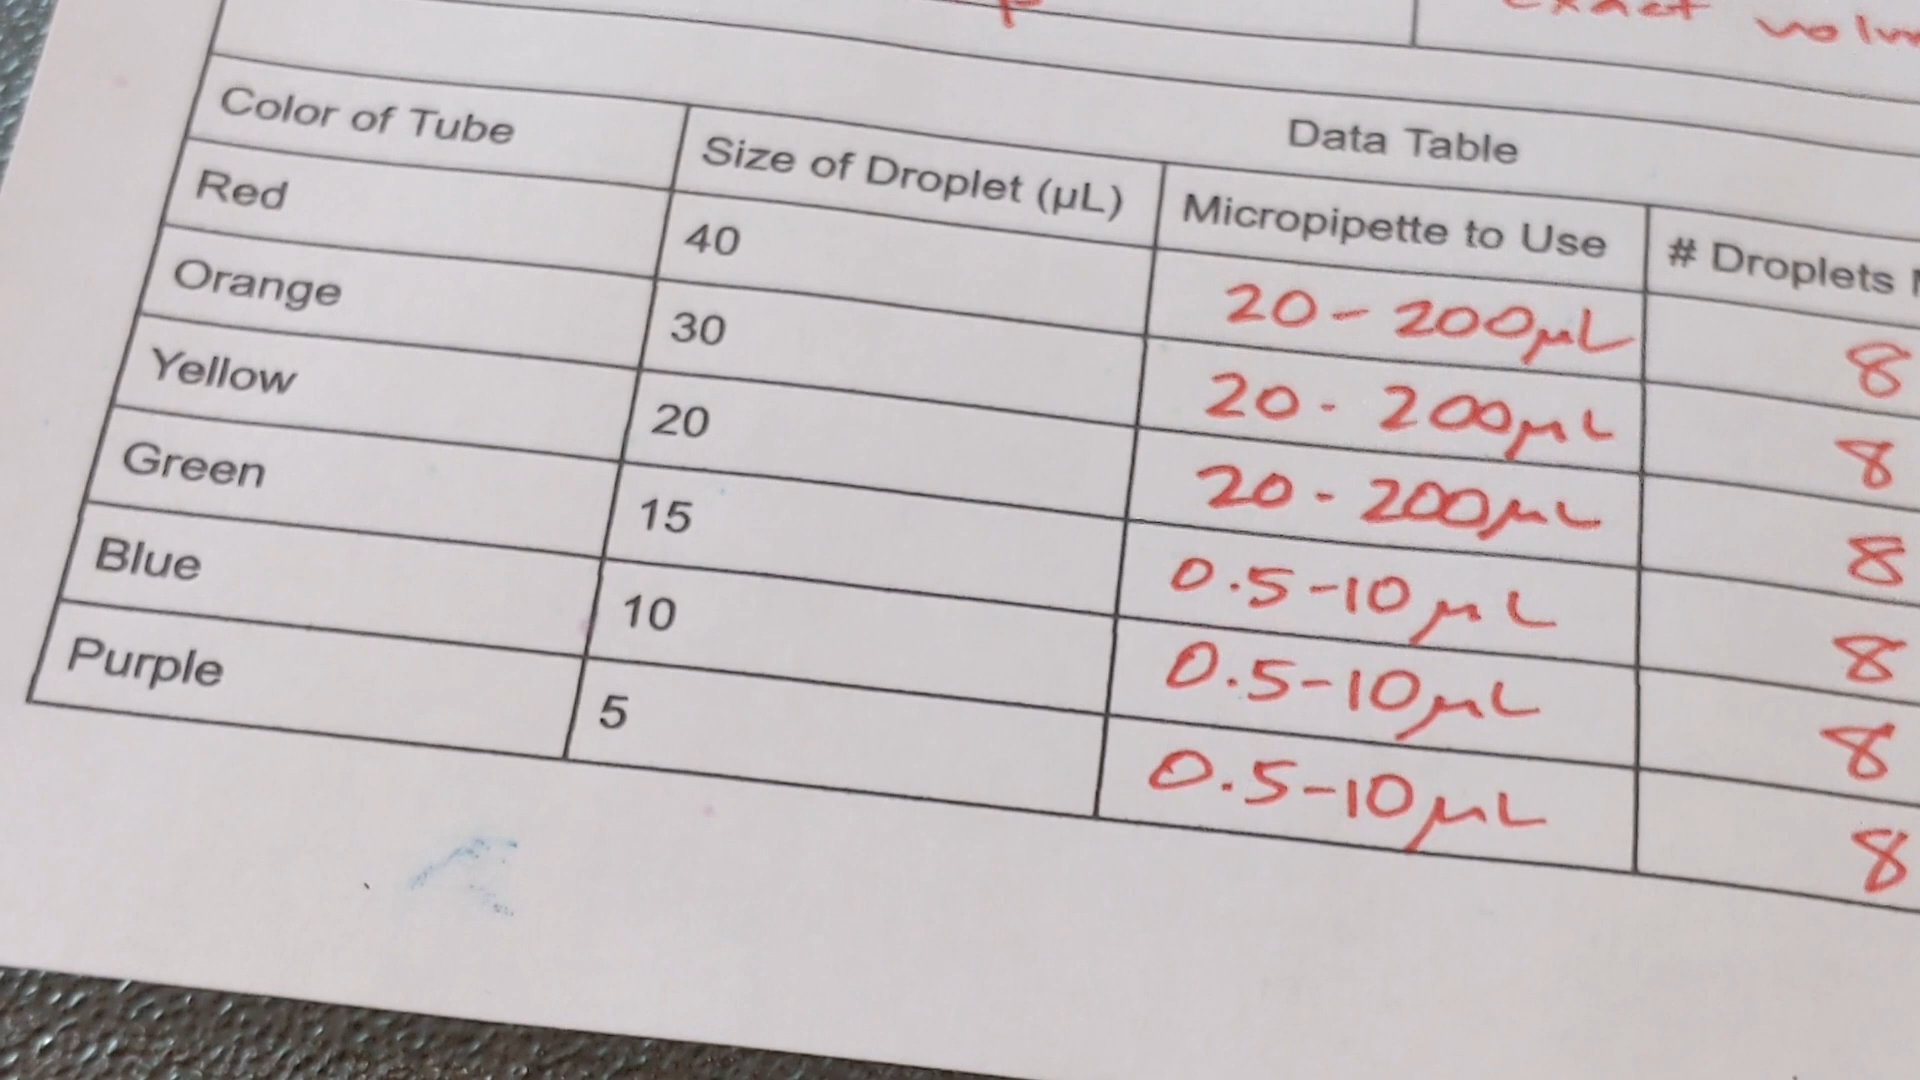 exact
Data Table
Color of Tube Size of Droplet (µL) Micropipette to Use # Droplets
Red 40 20 - 200µL 8
Orange 30 20 - 200µL 8
Yellow 20 20 - 200µL 8
Green 15 0.5-10µL 8
Blue 10 0.5-10µL 8
Purple 5 0.5-10µL 8